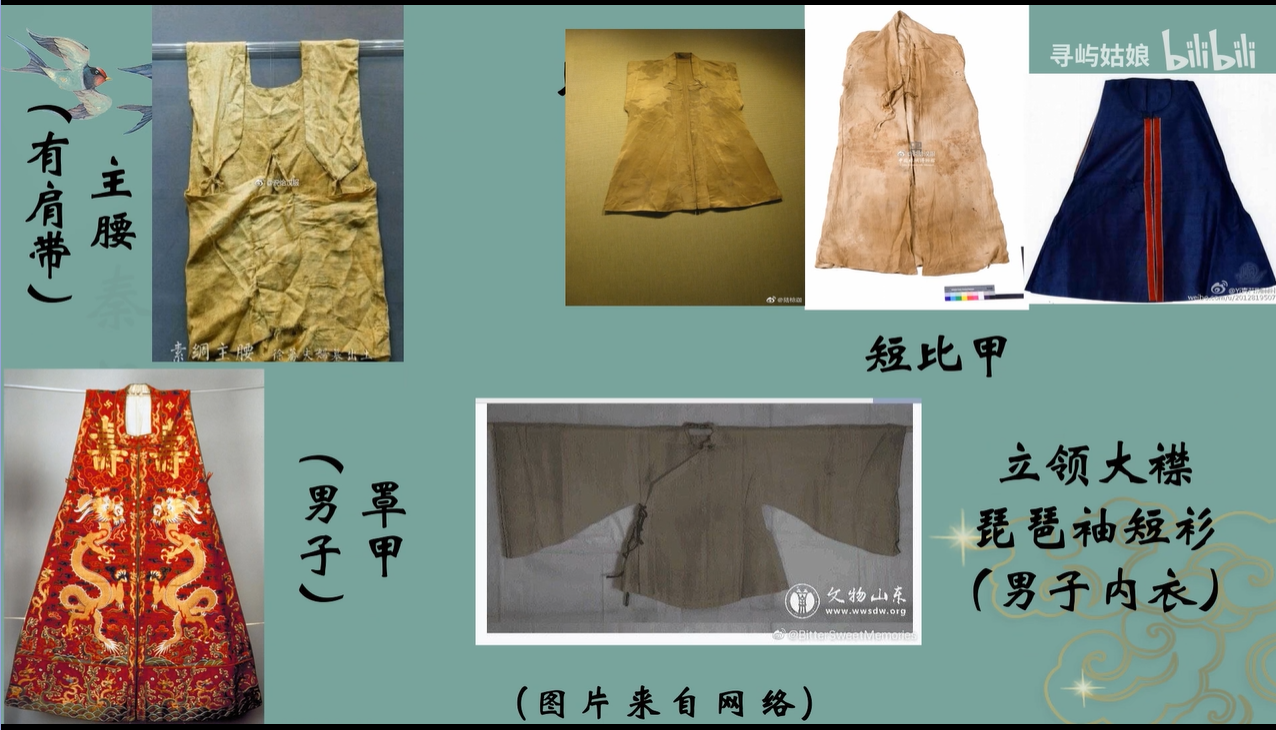 寻屿姑娘 bilibili
主腰
（有肩带）
素绸主腰
短比甲
罩甲
（男子）
立领大襟
琵琶袖短衫
（男子内衣）
文物山东
www.wwsdw.org
@BitterSweetMemories
（图片来自网络）